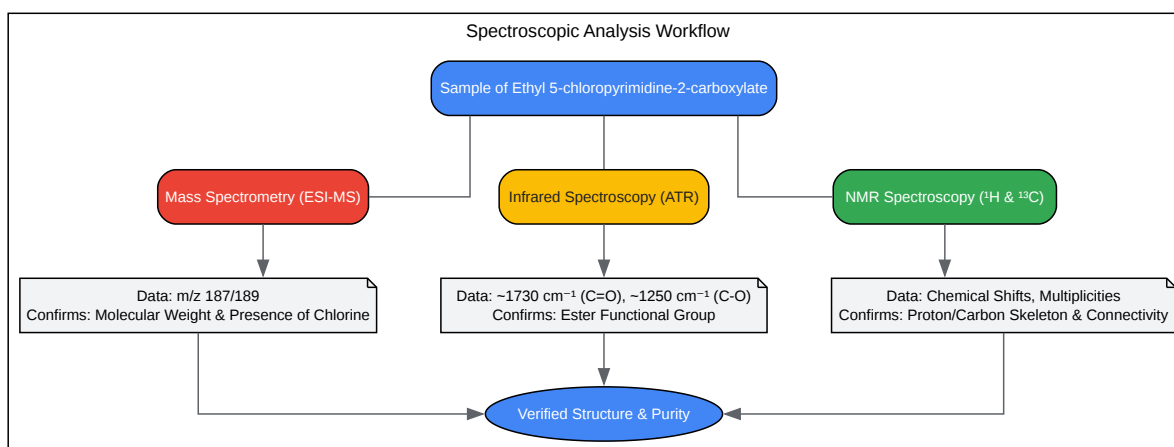 Spectroscopic Analysis Workflow
Sample of Ethyl 5-chloropyrimidine-2-carboxylate
Mass Spectrometry (ESI-MS)
Infrared Spectroscopy (ATR)
NMR Spectroscopy (¹H & ¹³C)
Data: m/z 187/189
Confirms: Molecular Weight & Presence of Chlorine
Data: ~1730 cm⁻¹ (C=O), ~1250 cm⁻¹ (C-O)
Confirms: Ester Functional Group
Data: Chemical Shifts, Multiplicities
Confirms: Proton/Carbon Skeleton & Connectivity
Verified Structure & Purity